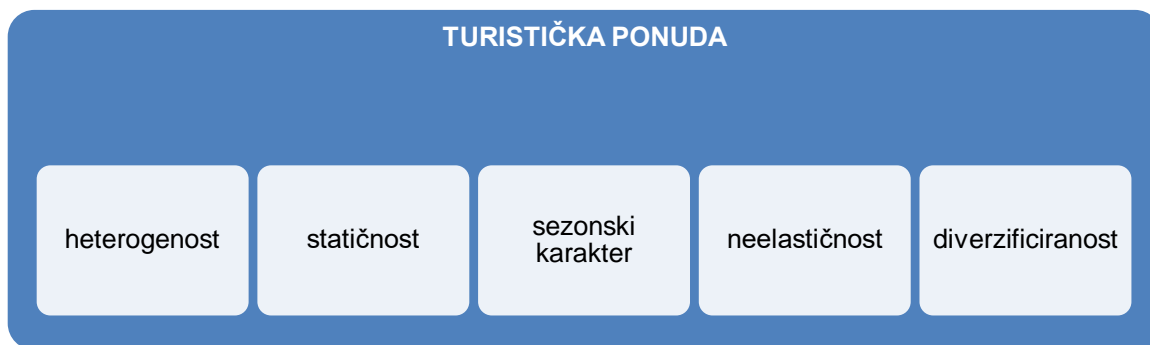 TURISTIČKA PONUDA
heterogenost
statičnost
sezonski
karakter
neelastičnost
diverzificiranost